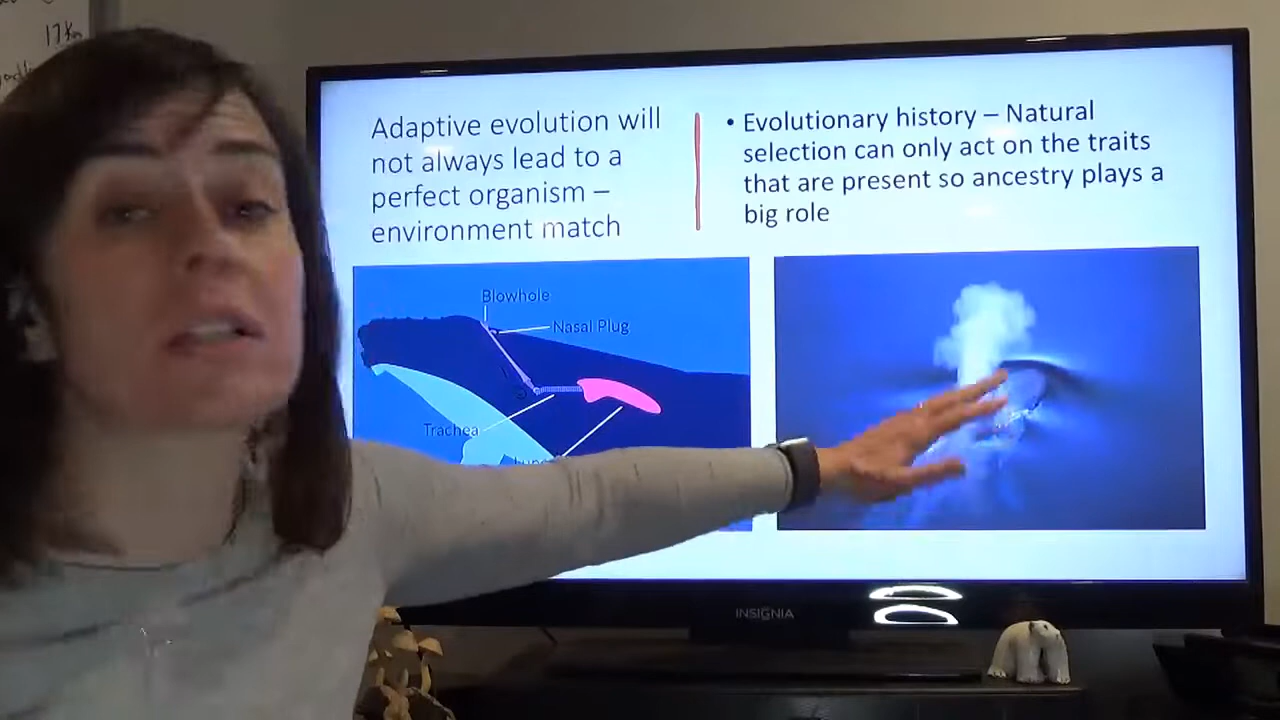 17Km
Adaptive evolution will
not always lead to a
perfect organism –
environment match
• Evolutionary history – Natural
selection can only act on the traits
that are present so ancestry plays a
big role
Blowhole
Nasal Plug
Trachea
INSIGNIA